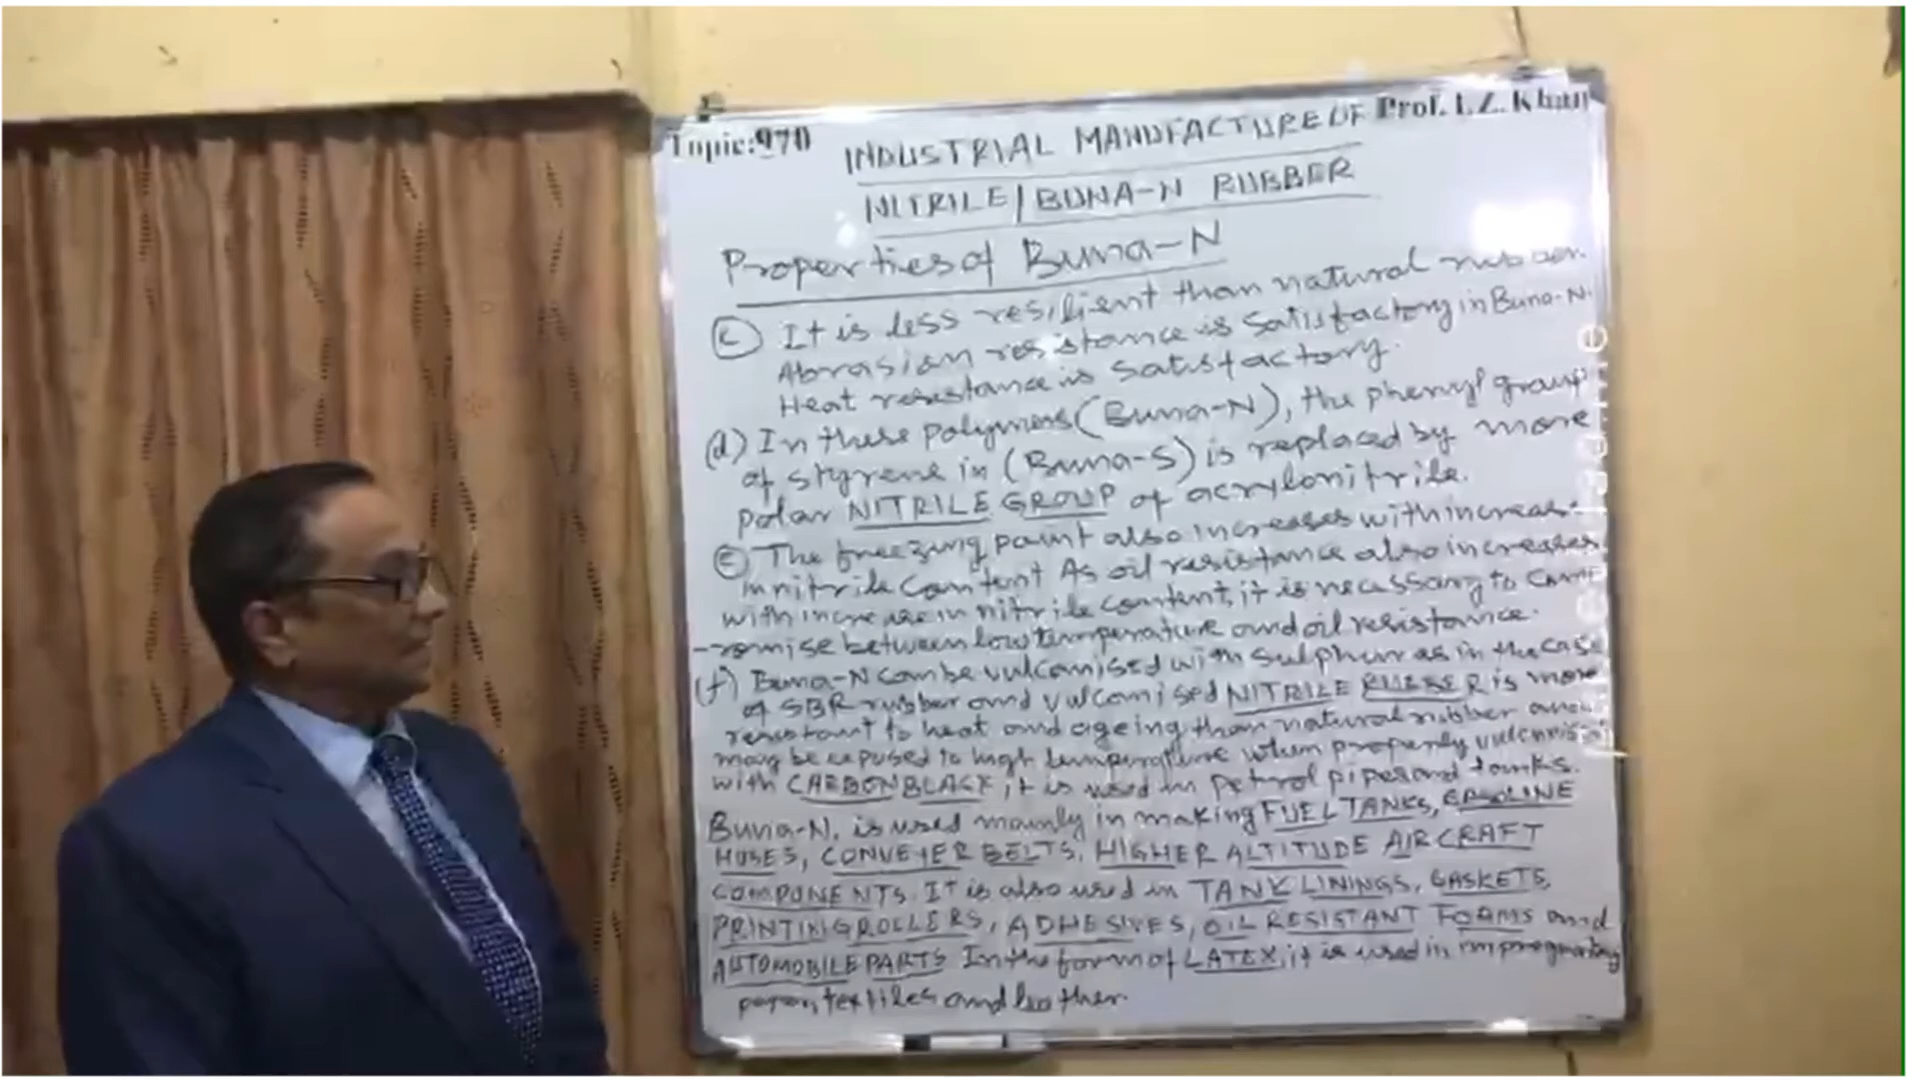 Topic:970
Prof. I.Z. Khan
INDUSTRIAL MANUFACTURE OF
NITRILE/BUNA-N RUBBER
Properties of Buna-N
(c) It is less resilient than natural rubber.
Abrasian resistance is satisfactory in Buna-N.
Heat resistance is satisfactory.
(d) In these polymers (Buna-N), the phenyl group
of styrene in (Buna-S) is replaced by more
polar NITRILE GROUP of acrylonitrile.
(e) The freezing point also increases with increase
in nitrile content As oil resistance also increases
with increase in nitrile content, it is necessary to comp
-romise between low temperature and oil resistance.
(f) Buna-N can be vulcanised with sulphur as in the case
of SBR rubber and vulcanised NITRILE RUBBER is more
resistant to heat and ageing than natural rubber and
may be exposed to high temperature when properly vulcanised
with CARBON BLACK, it is used in petrol pipes and tanks.
Buna-N. is used mainly in making FUEL TANKS, GASOLINE
HOSES, CONVEYER BELTS, HIGHER ALTITUDE AIRCRAFT
COMPONENTS. It is also used in TANK LININGS, GASKETS,
PRINTING ROLLERS, ADHESIVES, OIL RESISTANT FOAMS and
AUTOMOBILE PARTS In the form of LATEX, it is used in impregnating
paper, textiles and leather.